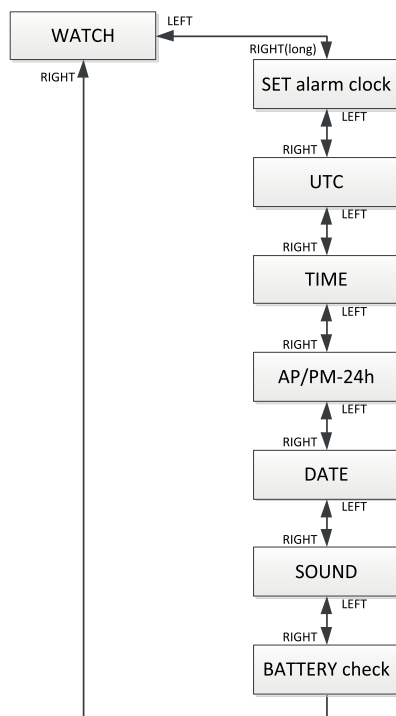 LEFT
WATCH
RIGHT(long)
RIGHT
SET alarm clock
LEFT
RIGHT
UTC
LEFT
RIGHT
TIME
LEFT
RIGHT
AP/PM-24h
LEFT
RIGHT
DATE
LEFT
RIGHT
SOUND
LEFT
RIGHT
BATTERY check